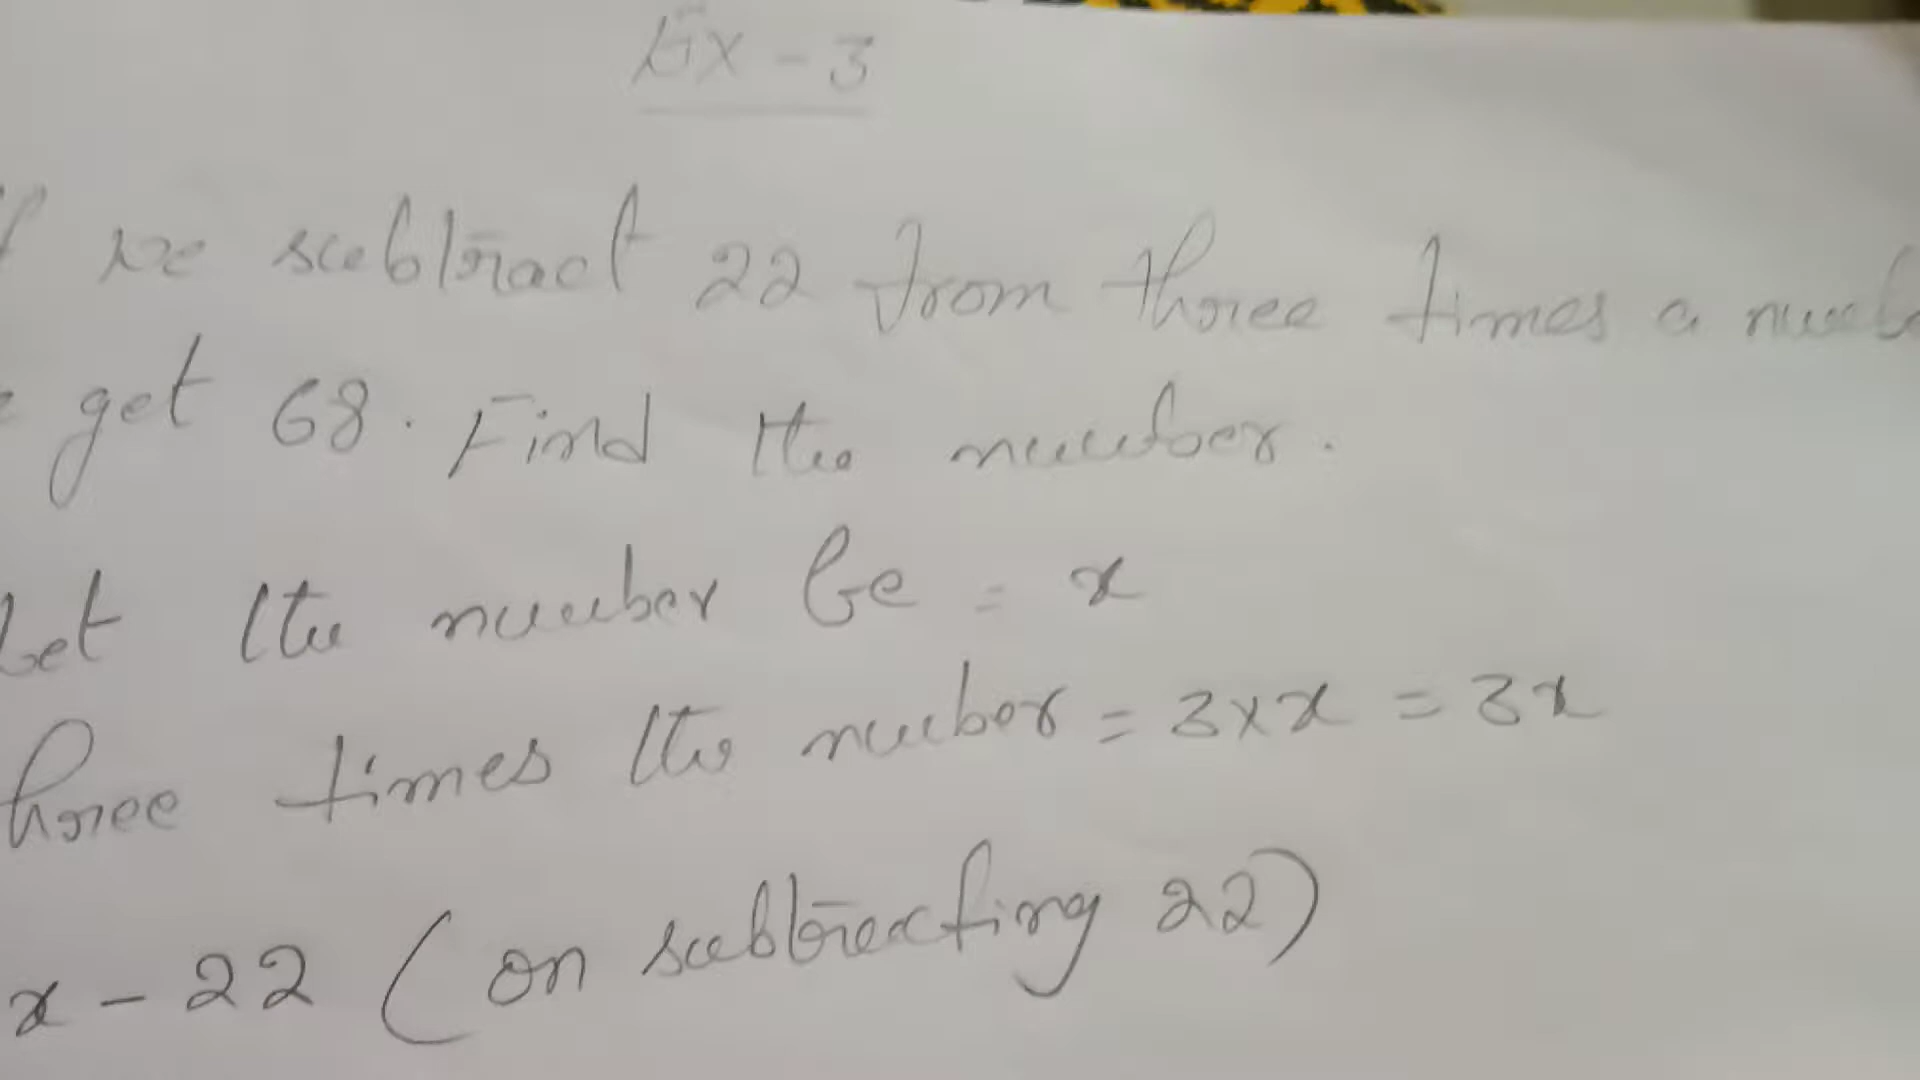 Ex - 3
we subtract 22 from three times a
get 68. Find the number.
Let the number be = x
three times the number = 3xx = 3x
x - 22 (on subtracting 22)